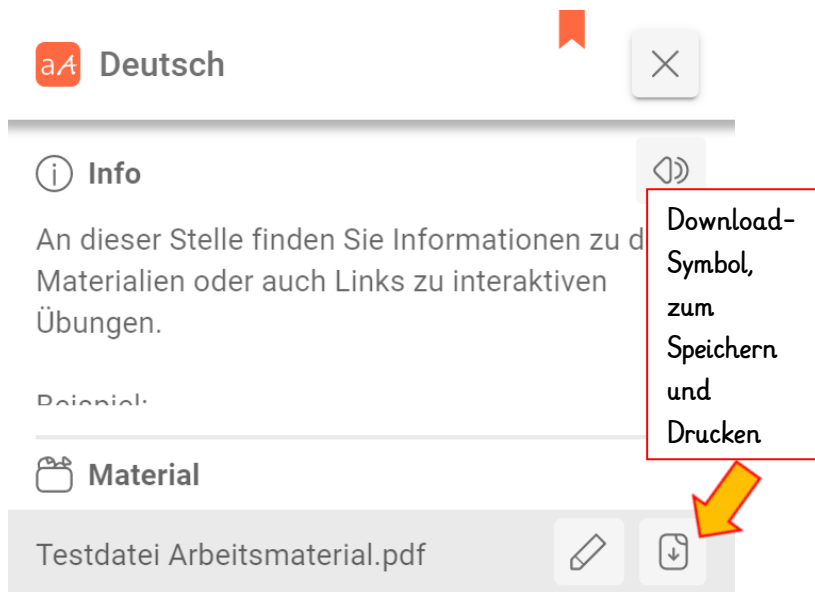 aA Deutsch
Info
An dieser Stelle finden Sie Informationen zu d
Materialien oder auch Links zu interaktiven
Übungen.
Download-
Symbol,
zum
Speichern
und
Drucken
Beispiel:
Material
Testdatei Arbeitsmaterial.pdf